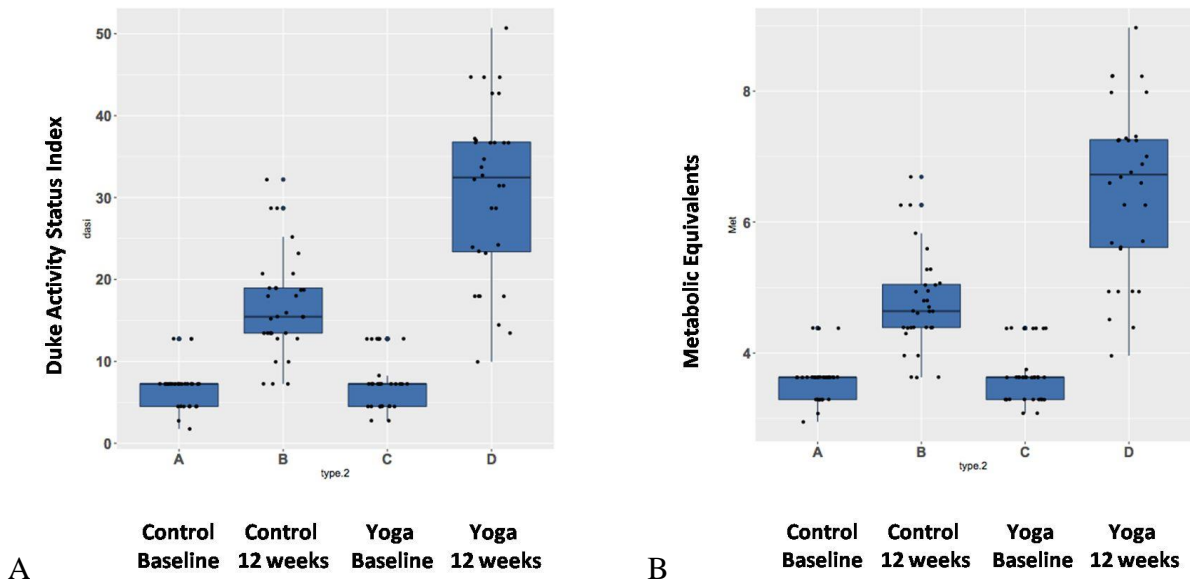 Duke Activity Status Index
dasi
50
40
30
20
10
0
A
B
C
D
type.2
Control
Baseline
Control
12 weeks
Yoga
Baseline
Yoga
12 weeks
A
Metabolic Equivalents
Met
8
6
4
A
B
C
D
type.2
Control
Baseline
Control
12 weeks
Yoga
Baseline
Yoga
12 weeks
B